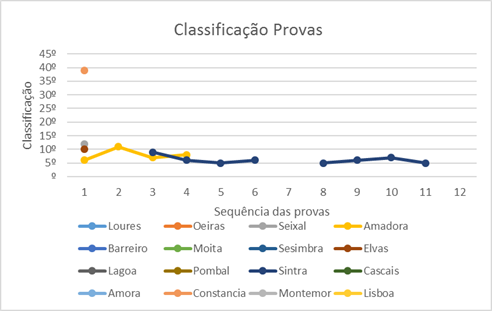 Classificação Provas
45º
40º
35º
30º
25º
20º
15º
10º
5º
º
Classificação
1 2 3 4 5 6 7 8 9 10 11 12
Sequência das provas
Loures Oeiras Seixal Amadora
Barreiro Moita Sesimbra Elvas
Lagoa Pombal Sintra Cascais
Amora Constancia Montemor Lisboa